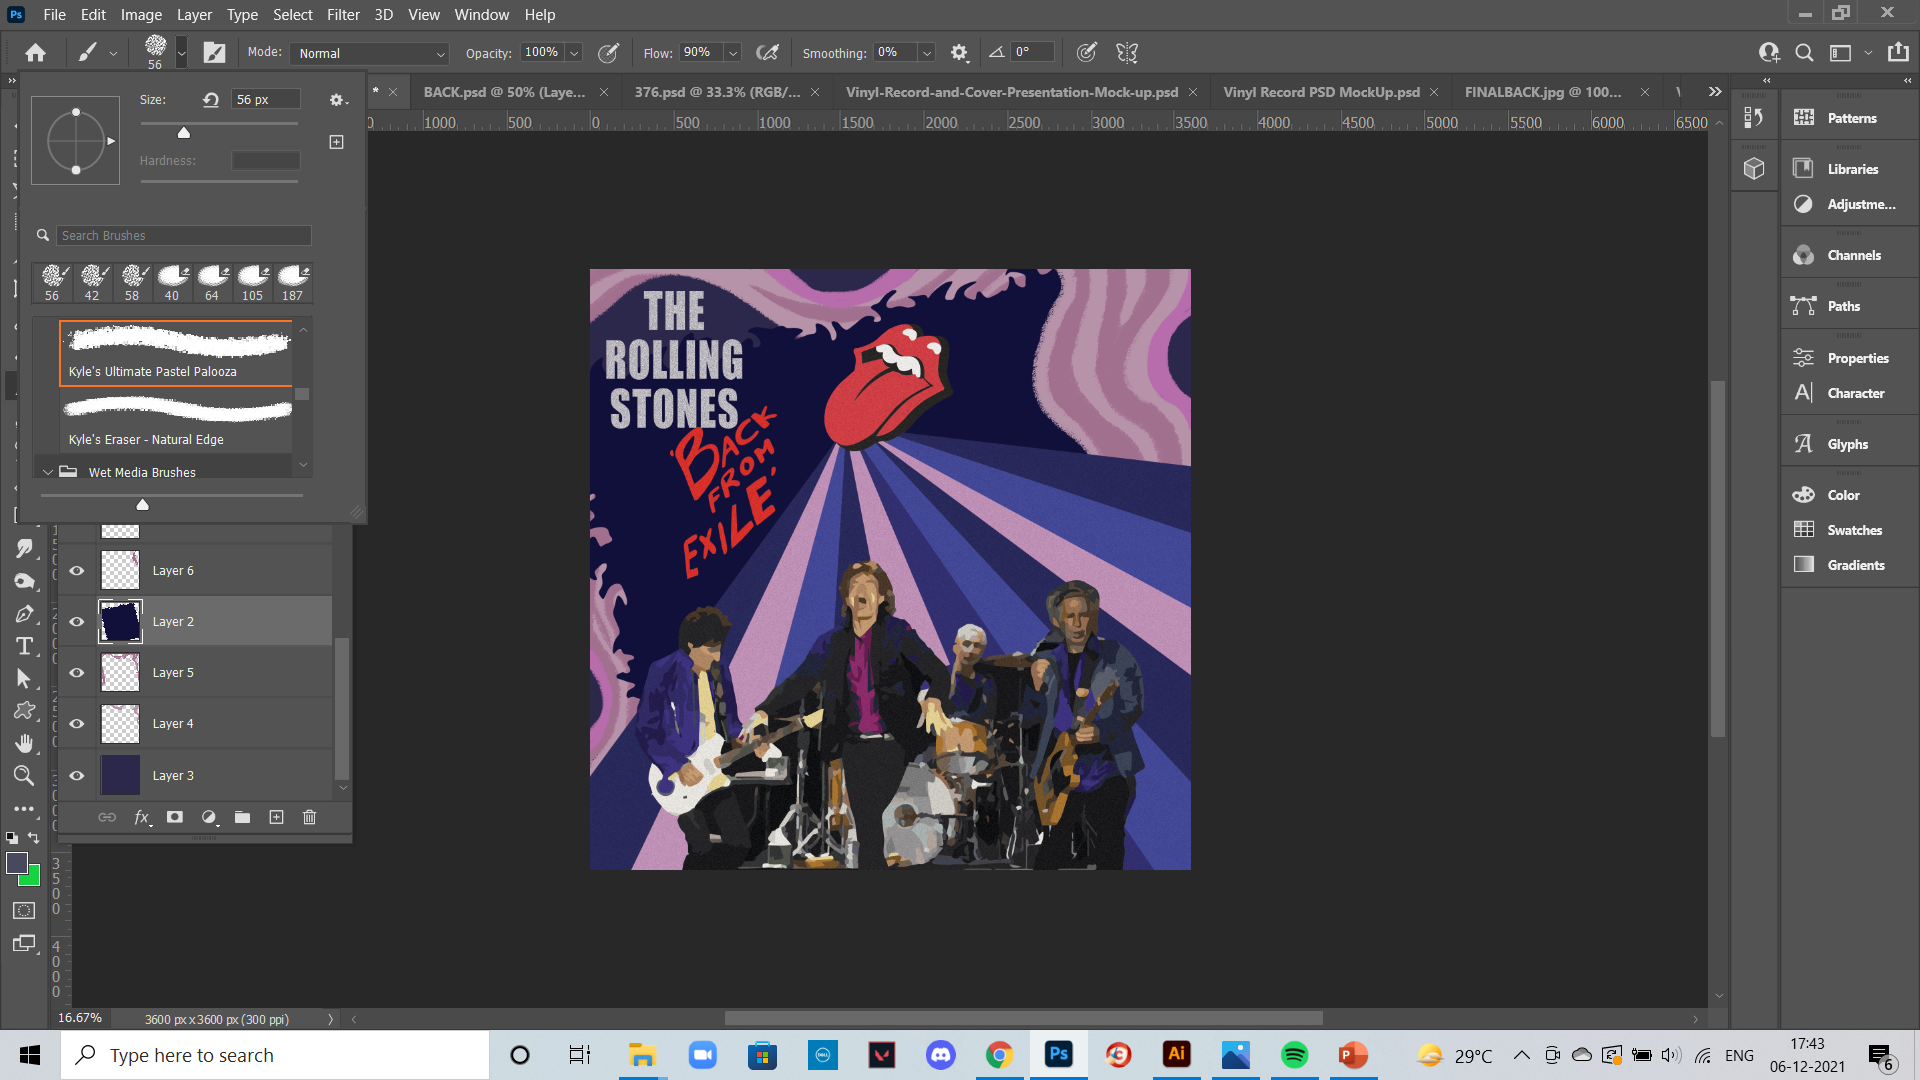 File Edit Image Layer Type Select Filter 3D View Window Help
56 Mode: Normal Opacity: 100% Flow: 90% Smoothing: 0% 0°
* BACK.psd @ 50% (Laye... 376.psd @ 33.3% (RGB/... Vinyl-Record-and-Cover-Presentation-Mock-up.psd Vinyl Record PSD MockUp.psd FINALBACK.jpg @ 100...
1000 500 0 500 1000 1500 2000 2500 3000 3500 4000 4500 5000 5500 6000 6500
Size: 56 px
Hardness:
Search Brushes
56 42 58 40 64 105 187
Kyle's Ultimate Pastel Palooza
Kyle's Eraser - Natural Edge
Wet Media Brushes
Layer 6
Layer 2
Layer 5
Layer 4
Layer 3
fx
THE
ROLLING
STONES
'BACK
FROM
EXILE'
Patterns
Libraries
Adjustme...
Channels
Paths
Properties
Character
Glyphs
Color
Swatches
Gradients
16.67% 3600 px x 3600 px (300 ppi)
Type here to search
Ps Ai
29°C ENG
17:43
06-12-2021
6